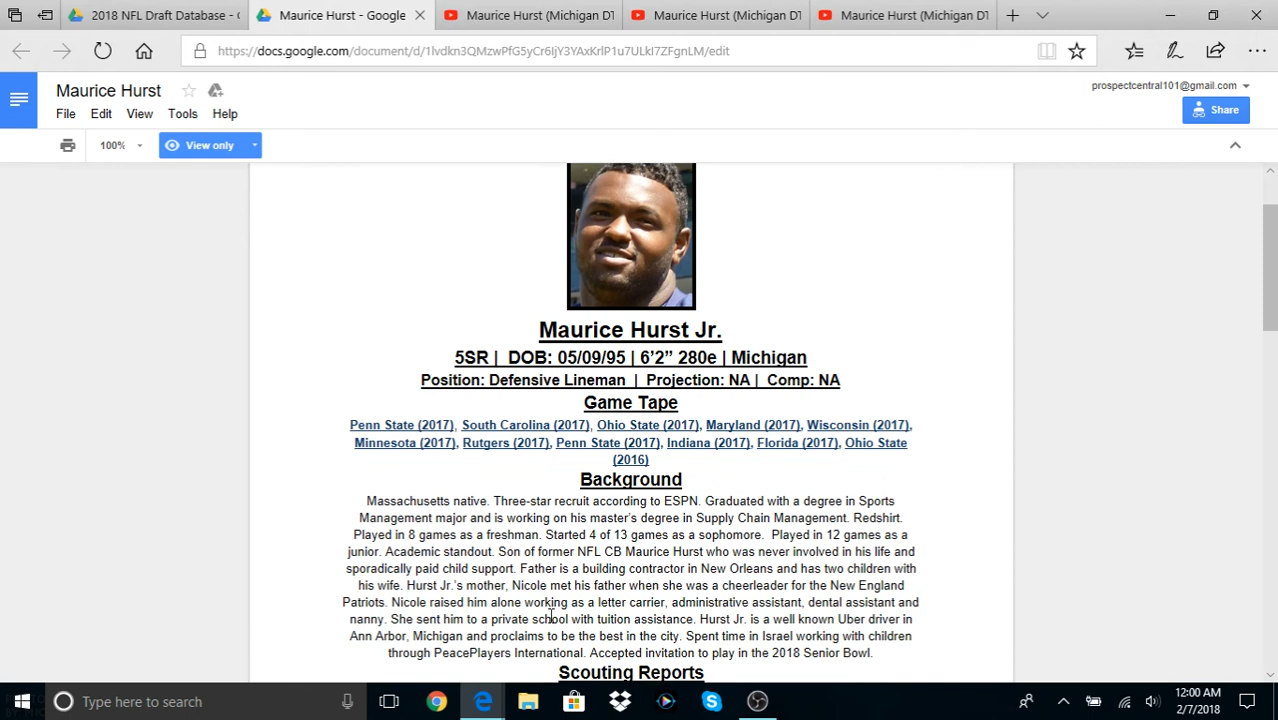 2018 NFL Draft Database - (
Maurice Hurst - Google
Maurice Hurst (Michigan DT
Maurice Hurst (Michigan DT
Maurice Hurst (Michigan DT
https://docs.google.com/document/d/1lvdkn3QMzwPfG5yCr6IjY3YAxKrlP1u7ULkI7ZFgnLM/edit
Maurice Hurst
prospectcentral101@gmail.com
File Edit View Tools Help
Share
100%
View only
Maurice Hurst Jr.
5SR | DOB: 05/09/95 | 6’2” 280e | Michigan
Position: Defensive Lineman | Projection: NA | Comp: NA
Game Tape
Penn State (2017), South Carolina (2017), Ohio State (2017), Maryland (2017), Wisconsin (2017),
Minnesota (2017), Rutgers (2017), Penn State (2017), Indiana (2017), Florida (2017), Ohio State
(2016)
Background
Massachusetts native. Three-star recruit according to ESPN. Graduated with a degree in Sports
Management major and is working on his master’s degree in Supply Chain Management. Redshirt.
Played in 8 games as a freshman. Started 4 of 13 games as a sophomore. Played in 12 games as a
junior. Academic standout. Son of former NFL CB Maurice Hurst who was never involved in his life and
sporadically paid child support. Father is a building contractor in New Orleans and has two children with
his wife. Hurst Jr.’s mother, Nicole met his father when she was a cheerleader for the New England
Patriots. Nicole raised him alone working as a letter carrier, administrative assistant, dental assistant and
nanny. She sent him to a private school with tuition assistance. Hurst Jr. is a well known Uber driver in
Ann Arbor, Michigan and proclaims to be the best in the city. Spent time in Israel working with children
through PeacePlayers International. Accepted invitation to play in the 2018 Senior Bowl.
Scouting Reports
Type here to search
12:00 AM
2/7/2018